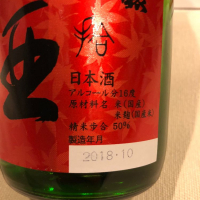 拾
亜
日本酒
アルコール分16度
原材料名 米(国産)
米麹(国産米)
精米歩合 50%
製造年月
2018.10